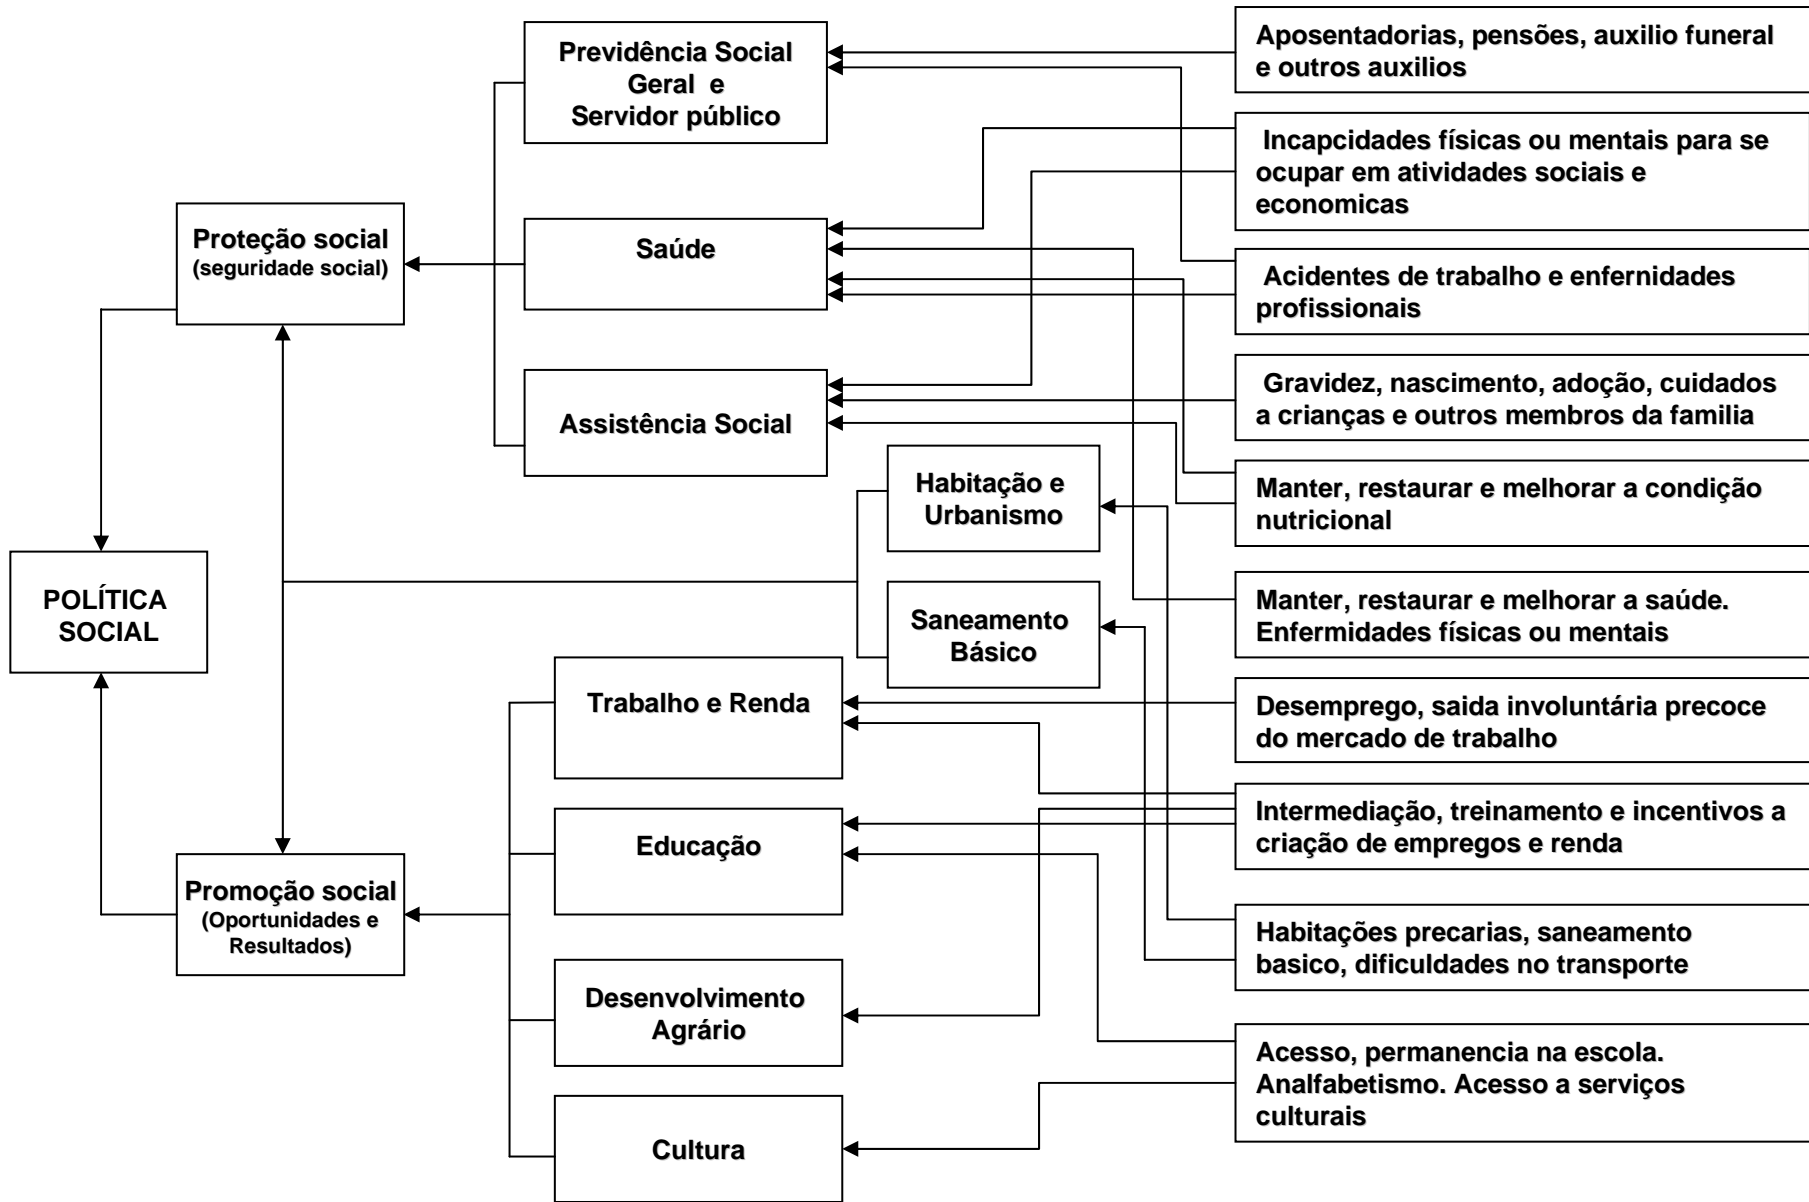 Previdência Social
Geral e
Servidor público
Saúde
Assistência Social
Proteção social
(seguridade social)
POLÍTICA
SOCIAL
Promoção social
(Oportunidades e
Resultados)
Habitação e
Urbanismo
Saneamento
Básico
Trabalho e Renda
Educação
Desenvolvimento
Agrário
Cultura
Aposentadorias, pensões, auxilio funeral
e outros auxilios
Incapcidades físicas ou mentais para se
ocupar em atividades sociais e
economicas
Acidentes de trabalho e enfernidades
profissionais
Gravidez, nascimento, adoção, cuidados
a crianças e outros membros da familia
Manter, restaurar e melhorar a condição
nutricional
Manter, restaurar e melhorar a saúde.
Enfermidades físicas ou mentais
Desemprego, saida involuntária precoce
do mercado de trabalho
Intermediação, treinamento e incentivos a
criação de empregos e renda
Habitações precarias, saneamento
basico, dificuldades no transporte
Acesso, permanencia na escola.
Analfabetismo. Acesso a serviços
culturais